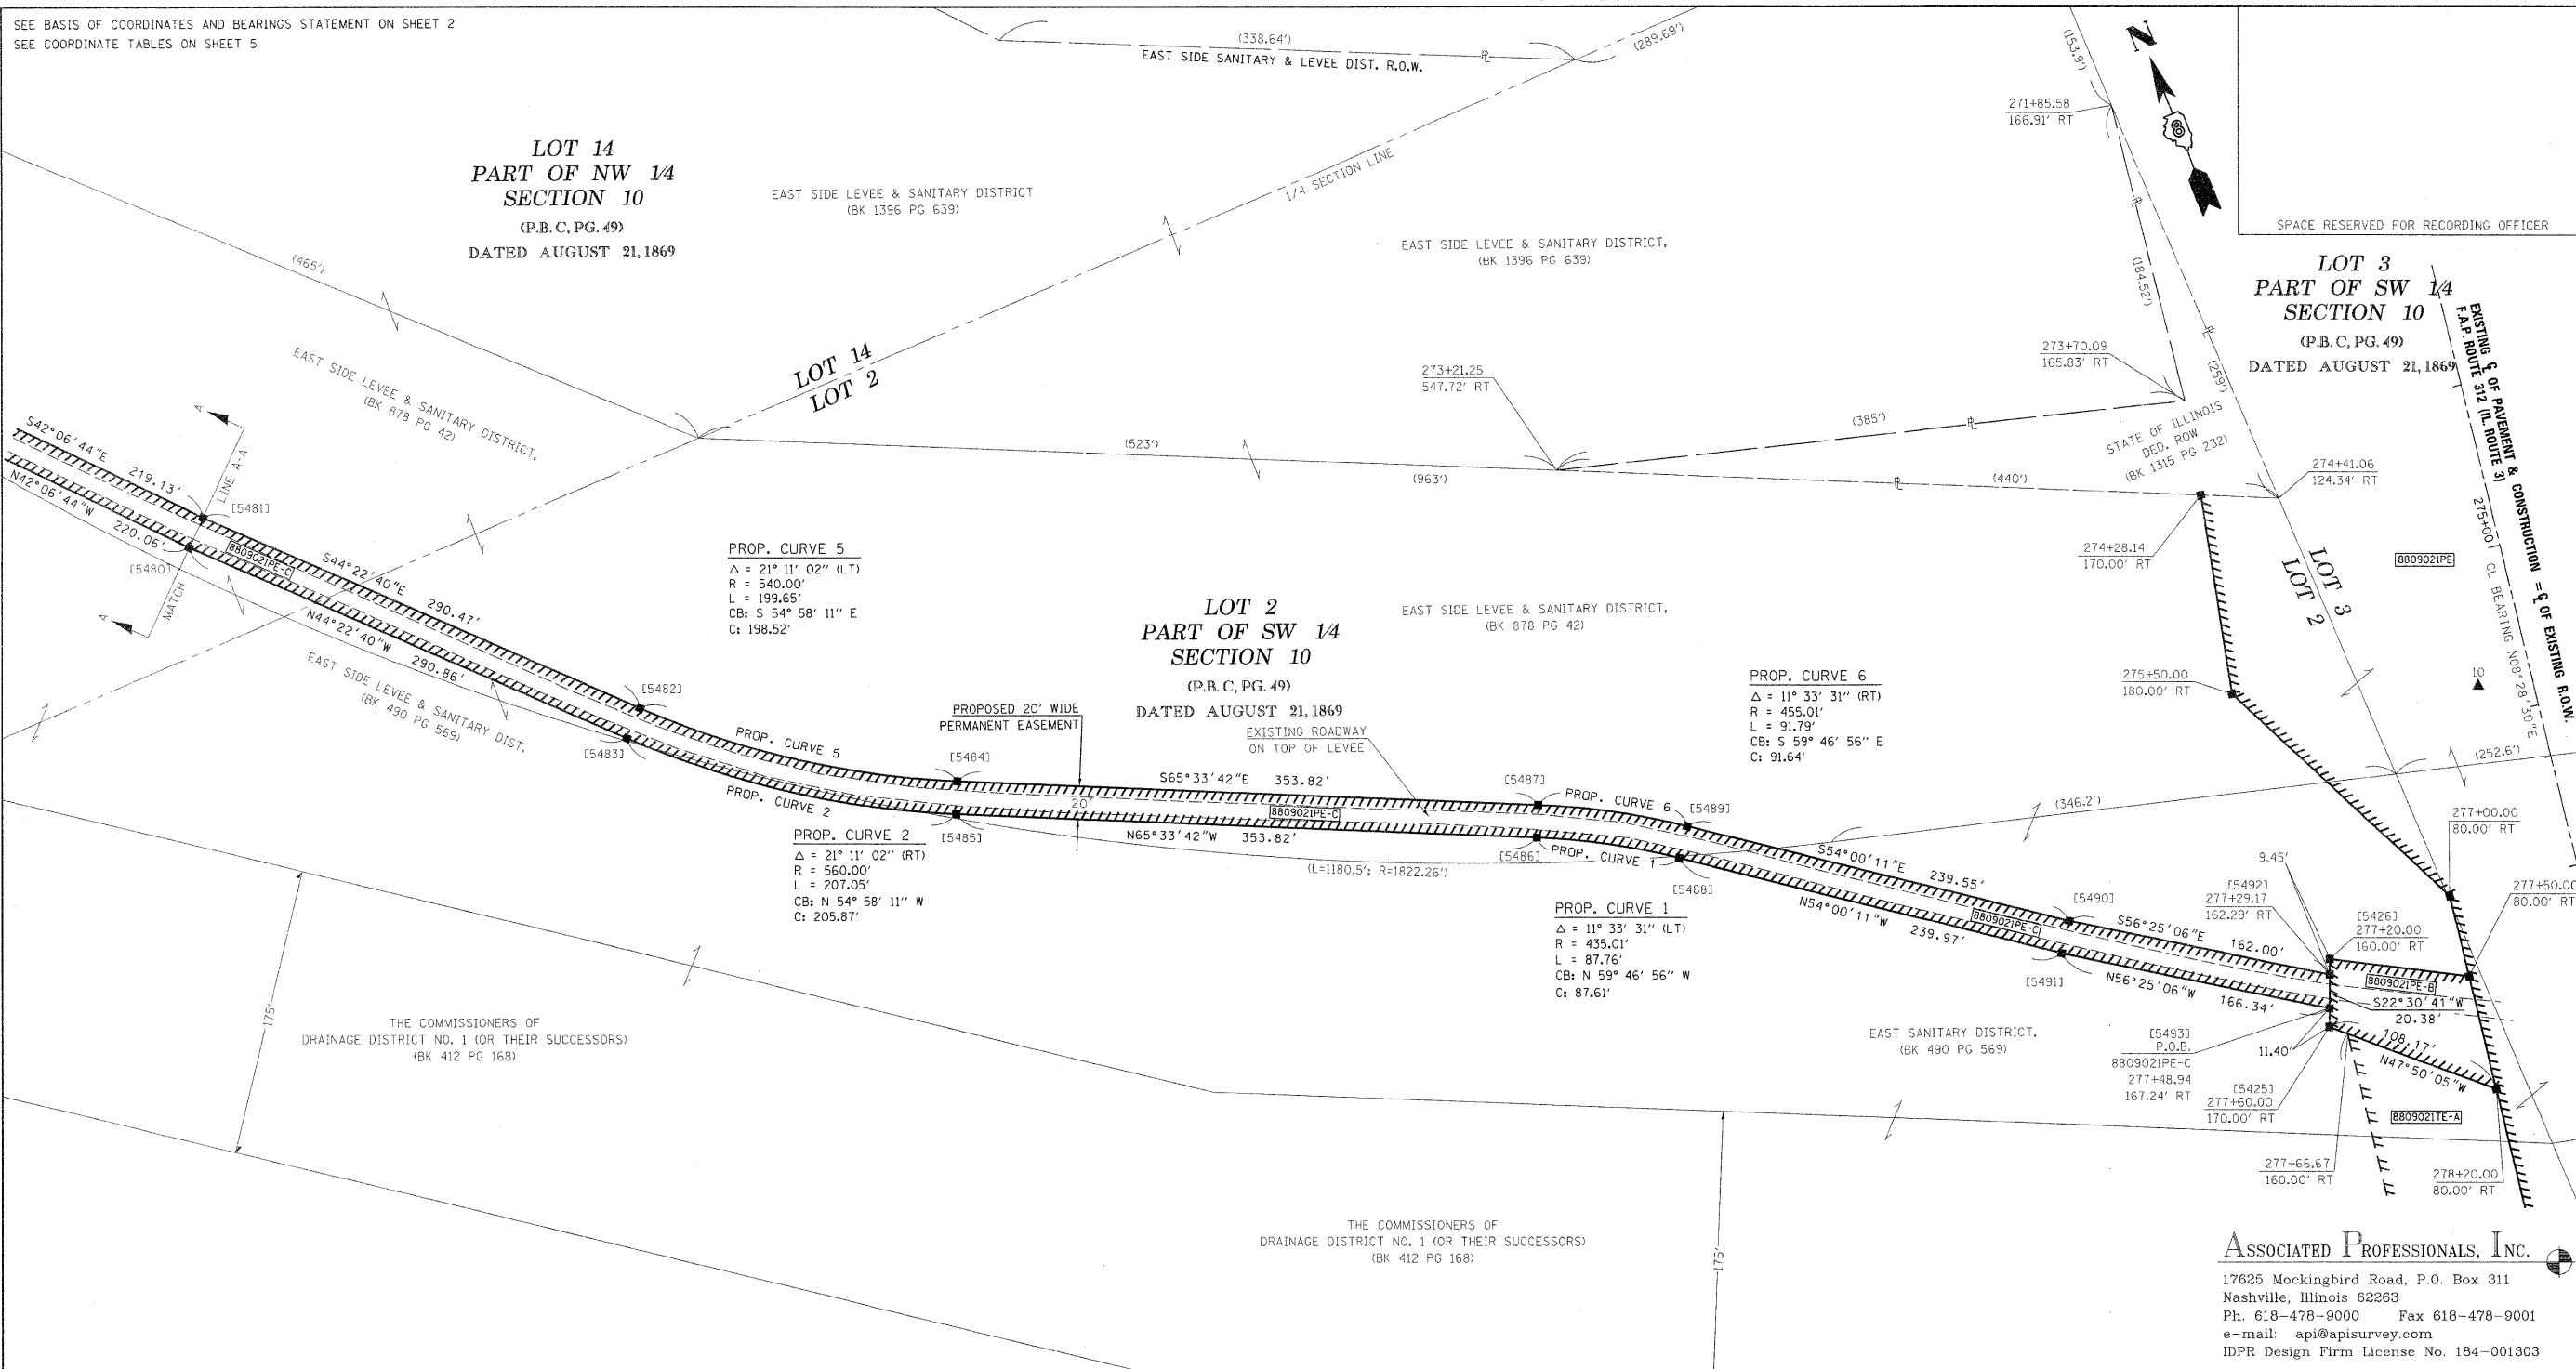 SEE BASIS OF COORDINATES AND BEARINGS STATEMENT ON SHEET 2
SEE COORDINATE TABLES ON SHEET 5
(338.64')
EAST SIDE SANITARY & LEVEE DIST. R.O.W.
(289.69')
(153.9')
N
8
271+85.58
166.91' RT
SPACE RESERVED FOR RECORDING OFFICER
LOT 14
PART OF NW 1/4
SECTION 10
(P.B. C, PG. 49)
DATED AUGUST 21, 1869
EAST SIDE LEVEE & SANITARY DISTRICT
(BK 1396 PG 639)
1/4 SECTION LINE
EAST SIDE LEVEE & SANITARY DISTRICT,
(BK 1396 PG 639)
(184.52')
LOT 3
PART OF SW 1/4
SECTION 10
(P.B. C, PG. 49)
DATED AUGUST 21, 1869
EXISTING ℄ OF PAVEMENT & CONSTRUCTION = ℄ OF EXISTING R.O.W.
F.A.P. ROUTE 312 (IL ROUTE 3)
275+00
CL BEARING N08°28'30"E
(465')
EAST SIDE LEVEE & SANITARY DISTRICT,
(BK 878 PG 42)
LOT 14
LOT 2
273+21.25
547.72' RT
273+70.09
165.83' RT
(259')
(385')
STATE OF ILLINOIS
DED. ROW
(BK 1315 PG 232)
(523')
(963')
(440')
274+41.06
124.34' RT
274+28.14
170.00' RT
LOT 3
LOT 2
8809021PE
S42°06'44"E 219.13'
N42°06'44"W 220.06'
A
LINE A-A
MATCH
A
[5481]
[5480]
8809021PE-C
S44°22'40"E 290.47'
N44°22'40"W 290.86'
EAST SIDE LEVEE & SANITARY DIST.
(BK 490 PG 569)
PROP. CURVE 5
Δ = 21° 11' 02" (LT)
R = 540.00'
L = 199.65'
CB: S 54° 58' 11" E
C: 198.52'
LOT 2
PART OF SW 1/4
SECTION 10
(P.B. C, PG. 49)
DATED AUGUST 21, 1869
EAST SIDE LEVEE & SANITARY DISTRICT,
(BK 878 PG 42)
PROP. CURVE 6
Δ = 11° 33' 31" (RT)
R = 455.01'
L = 91.79'
CB: S 59° 46' 56" E
C: 91.64'
275+50.00
180.00' RT
10
(252.6')
[5482]
[5483]
PROP. CURVE 5
PROP. CURVE 2
PROPOSED 20' WIDE
PERMANENT EASEMENT
EXISTING ROADWAY
ON TOP OF LEVEE
[5484]
[5485]
20'
S65°33'42"E 353.82'
8809021PE-C
N65°33'42"W 353.82'
[5487]
[5486]
PROP. CURVE 6
PROP. CURVE 1
[5489]
[5488]
(346.2')
(L=1180.5'; R=1822.26')
PROP. CURVE 2
Δ = 21° 11' 02" (RT)
R = 560.00'
L = 207.05'
CB: N 54° 58' 11" W
C: 205.87'
PROP. CURVE 1
Δ = 11° 33' 31" (LT)
R = 435.01'
L = 87.76'
CB: N 59° 46' 56" W
C: 87.61'
S54°00'11"E 239.55'
N54°00'11"W 239.97'
8809021PE-C
[5490]
[5491]
S56°25'06"E 162.00'
N56°25'06"W 166.34'
277+00.00
80.00' RT
277+50.00
80.00' RT
9.45'
[5492]
277+29.17
162.29' RT
[5426]
277+20.00
160.00' RT
8809021PE-B
S22°30'41"W
20.38'
108.17'
N47°50'05"W
11.40'
[5493]
P.O.B.
8809021PE-C
277+48.94
167.24' RT
[5425]
277+60.00
170.00' RT
8809021TE-A
277+66.67
160.00' RT
278+20.00
80.00' RT
EAST SANITARY DISTRICT,
(BK 490 PG 569)
175'
THE COMMISSIONERS OF
DRAINAGE DISTRICT NO. 1 (OR THEIR SUCCESSORS)
(BK 412 PG 168)
THE COMMISSIONERS OF
DRAINAGE DISTRICT NO. 1 (OR THEIR SUCCESSORS)
(BK 412 PG 168)
175'
ASSOCIATED PROFESSIONALS, INC.
17625 Mockingbird Road, P.O. Box 311
Nashville, Illinois 62263
Ph. 618-478-9000 Fax 618-478-9001
e-mail: api@apisurvey.com
IDPR Design Firm License No. 184-001303